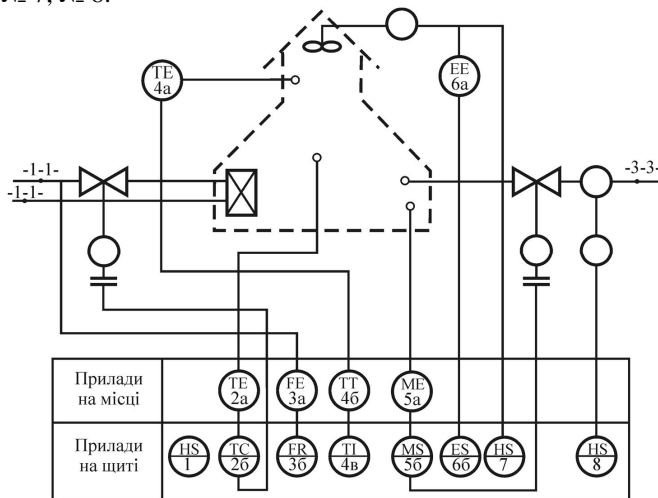 № 7, № 8.
TE
4а
EE
6а
-1-1-
-1-1-
-3-3-
Прилади
на місці
TE
2а
FE
3а
TT
4б
ME
5а
Прилади
на щиті
HS
1
TC
2б
FR
3б
TI
4в
MS
5б
ES
6б
HS
7
HS
8